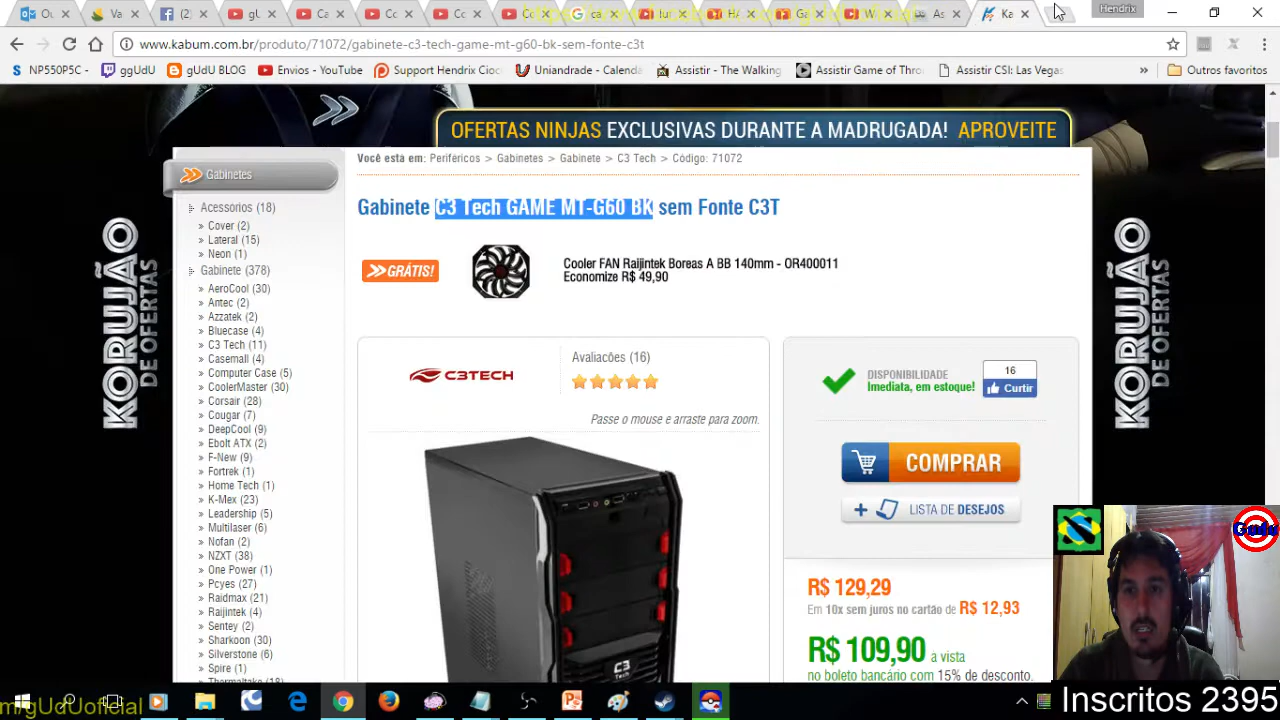 Hendrix
www.kabum.com.br/produto/71072/gabinete-c3-tech-game-mt-g60-bk-sem-fonte-c3t
NP550P5C - ggUdU gUdU BLOG Envios - YouTube Support Hendrix Cioc Uniandrade - Calenda Assistir - The Walking Assistir Game of Thro Assistir CSI: Las Vegas » Outros favoritos
OFERTAS NINJAS EXCLUSIVAS DURANTE A MADRUGADA! APROVEITE
Você está em: Periféricos > Gabinetes > Gabinete > C3 Tech > Código: 71072
Gabinetes
Gabinete C3 Tech GAME MT-G60 BK sem Fonte C3T
Acessorios (18)
Cover (2)
Lateral (15)
Neon (1)
Gabinete (378)
AeroCool (30)
Antec (2)
Azzatek (2)
Bluecase (4)
C3 Tech (11)
Casemall (4)
Computer Case (5)
CoolerMaster (30)
Corsair (28)
Cougar (7)
DeepCool (9)
Ebolt ATX (2)
F-New (9)
Fortrek (1)
Home Tech (1)
K-Mex (23)
Leadership (5)
Multilaser (6)
Nofan (2)
NZXT (38)
One Power (1)
Pcyes (27)
Raidmax (21)
Raijintek (4)
Sentey (2)
Sharkoon (30)
Silverstone (6)
Spire (1)
Thermaltake (18)
GRÁTIS!
Cooler FAN Raijintek Boreas A BB 140mm - OR400011
Economize R$ 49,90
C3TECH
Avaliações (16)
Passe o mouse e arraste para zoom.
C3
TECH
DISPONIBILIDADE
Imediata, em estoque!
16
Curtir
COMPRAR
+ LISTA DE DESEJOS
R$ 129,29
Em 10x sem juros no cartão de R$ 12,93
R$ 109,90 à vista
no boleto bancário com 15% de desconto.
KORUJÃO
DE OFERTAS
KORUJÃO
DE OFERTAS
Gudu
m/gUdUoficial
Inscritos 2395